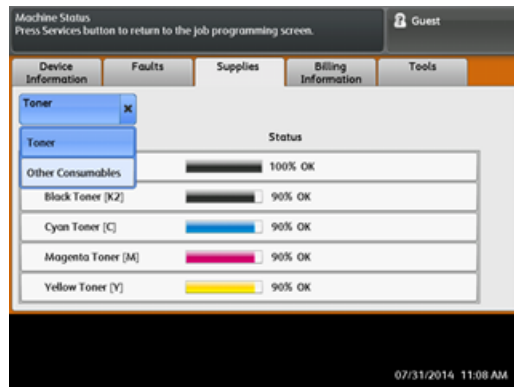 Machine Status
Press Services button to return to the job programming screen.
Guest
Device
Information
Faults
Supplies
Billing
Information
Tools
Toner
Status
Toner
Other Consumables
100% OK
Black Toner [K2] 90% OK
Cyan Toner [C] 90% OK
Magenta Toner [M] 90% OK
Yellow Toner [Y] 90% OK
07/31/2014 11:08 AM